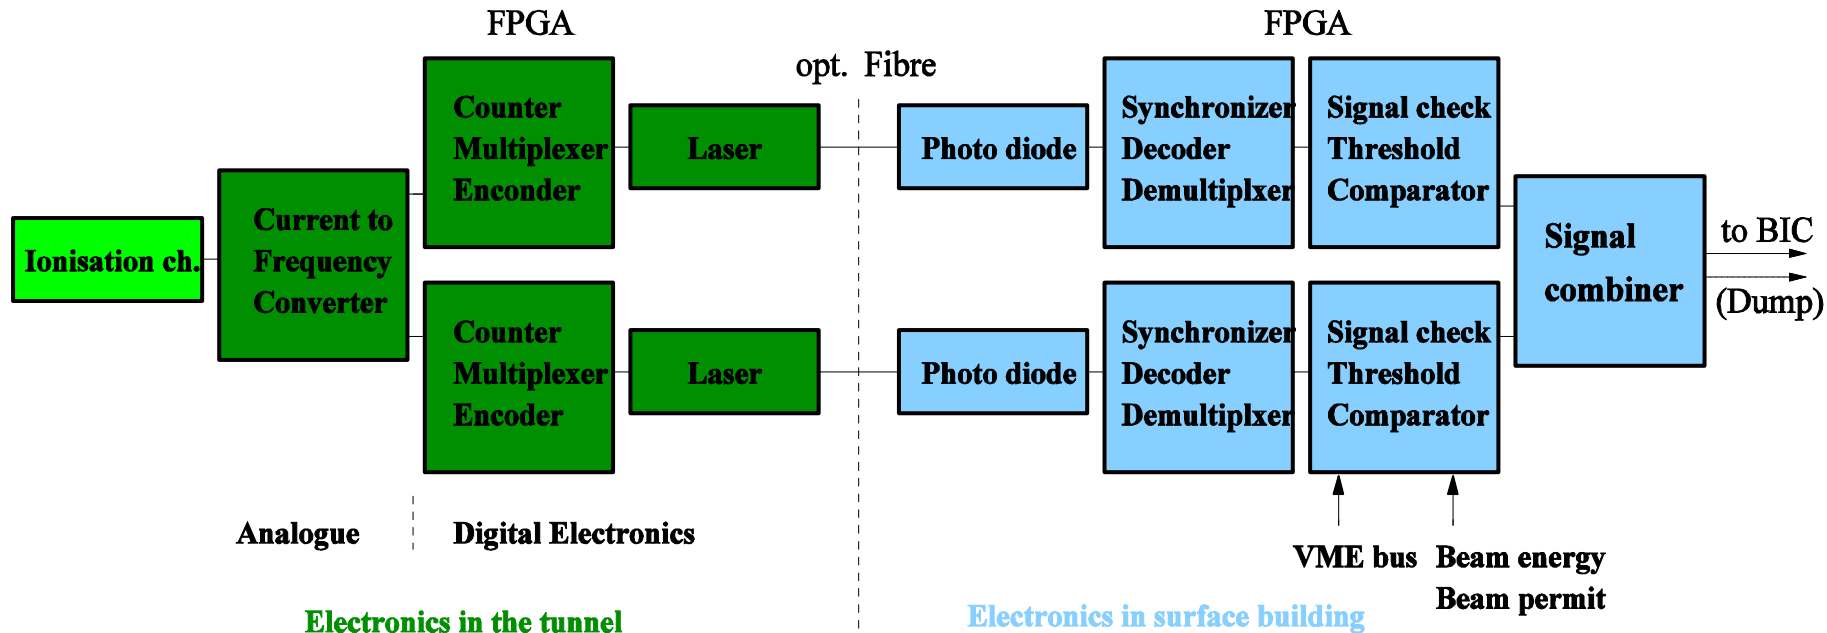 FPGA
FPGA
opt. Fibre
Counter
Multiplexer
Enconder
Laser
Photo diode
Synchronizer
Decoder
Demultiplxer
Signal check
Threshold
Comparator
Ionisation ch.
Current to
Frequency
Converter
Signal
combiner
to BIC
(Dump)
Counter
Multiplexer
Encoder
Laser
Photo diode
Synchronizer
Decoder
Demultiplxer
Signal check
Threshold
Comparator
Analogue
Digital Electronics
VME bus
Beam energy
Beam permit
Electronics in the tunnel
Electronics in surface building